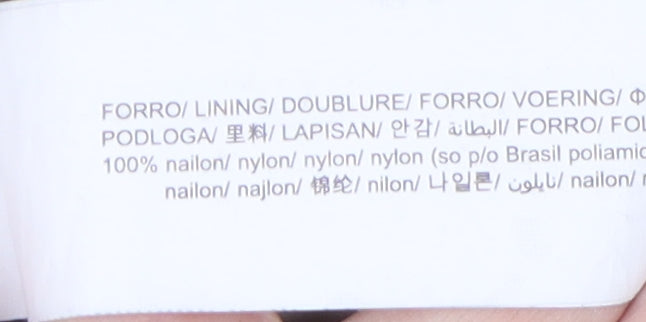 FORRO/ LINING/ DOUBLURE/ FORRO/ VOERING/
PODLOGA/ 里料/ LAPISAN/ 안감/ البطانة/ FORRO/
100% nailon/ nylon/ nylon/ nylon (so p/o Brasil
nailon/ najlon/ 锦纶/ nilon/ 나일론/ نايلون/ nailon/